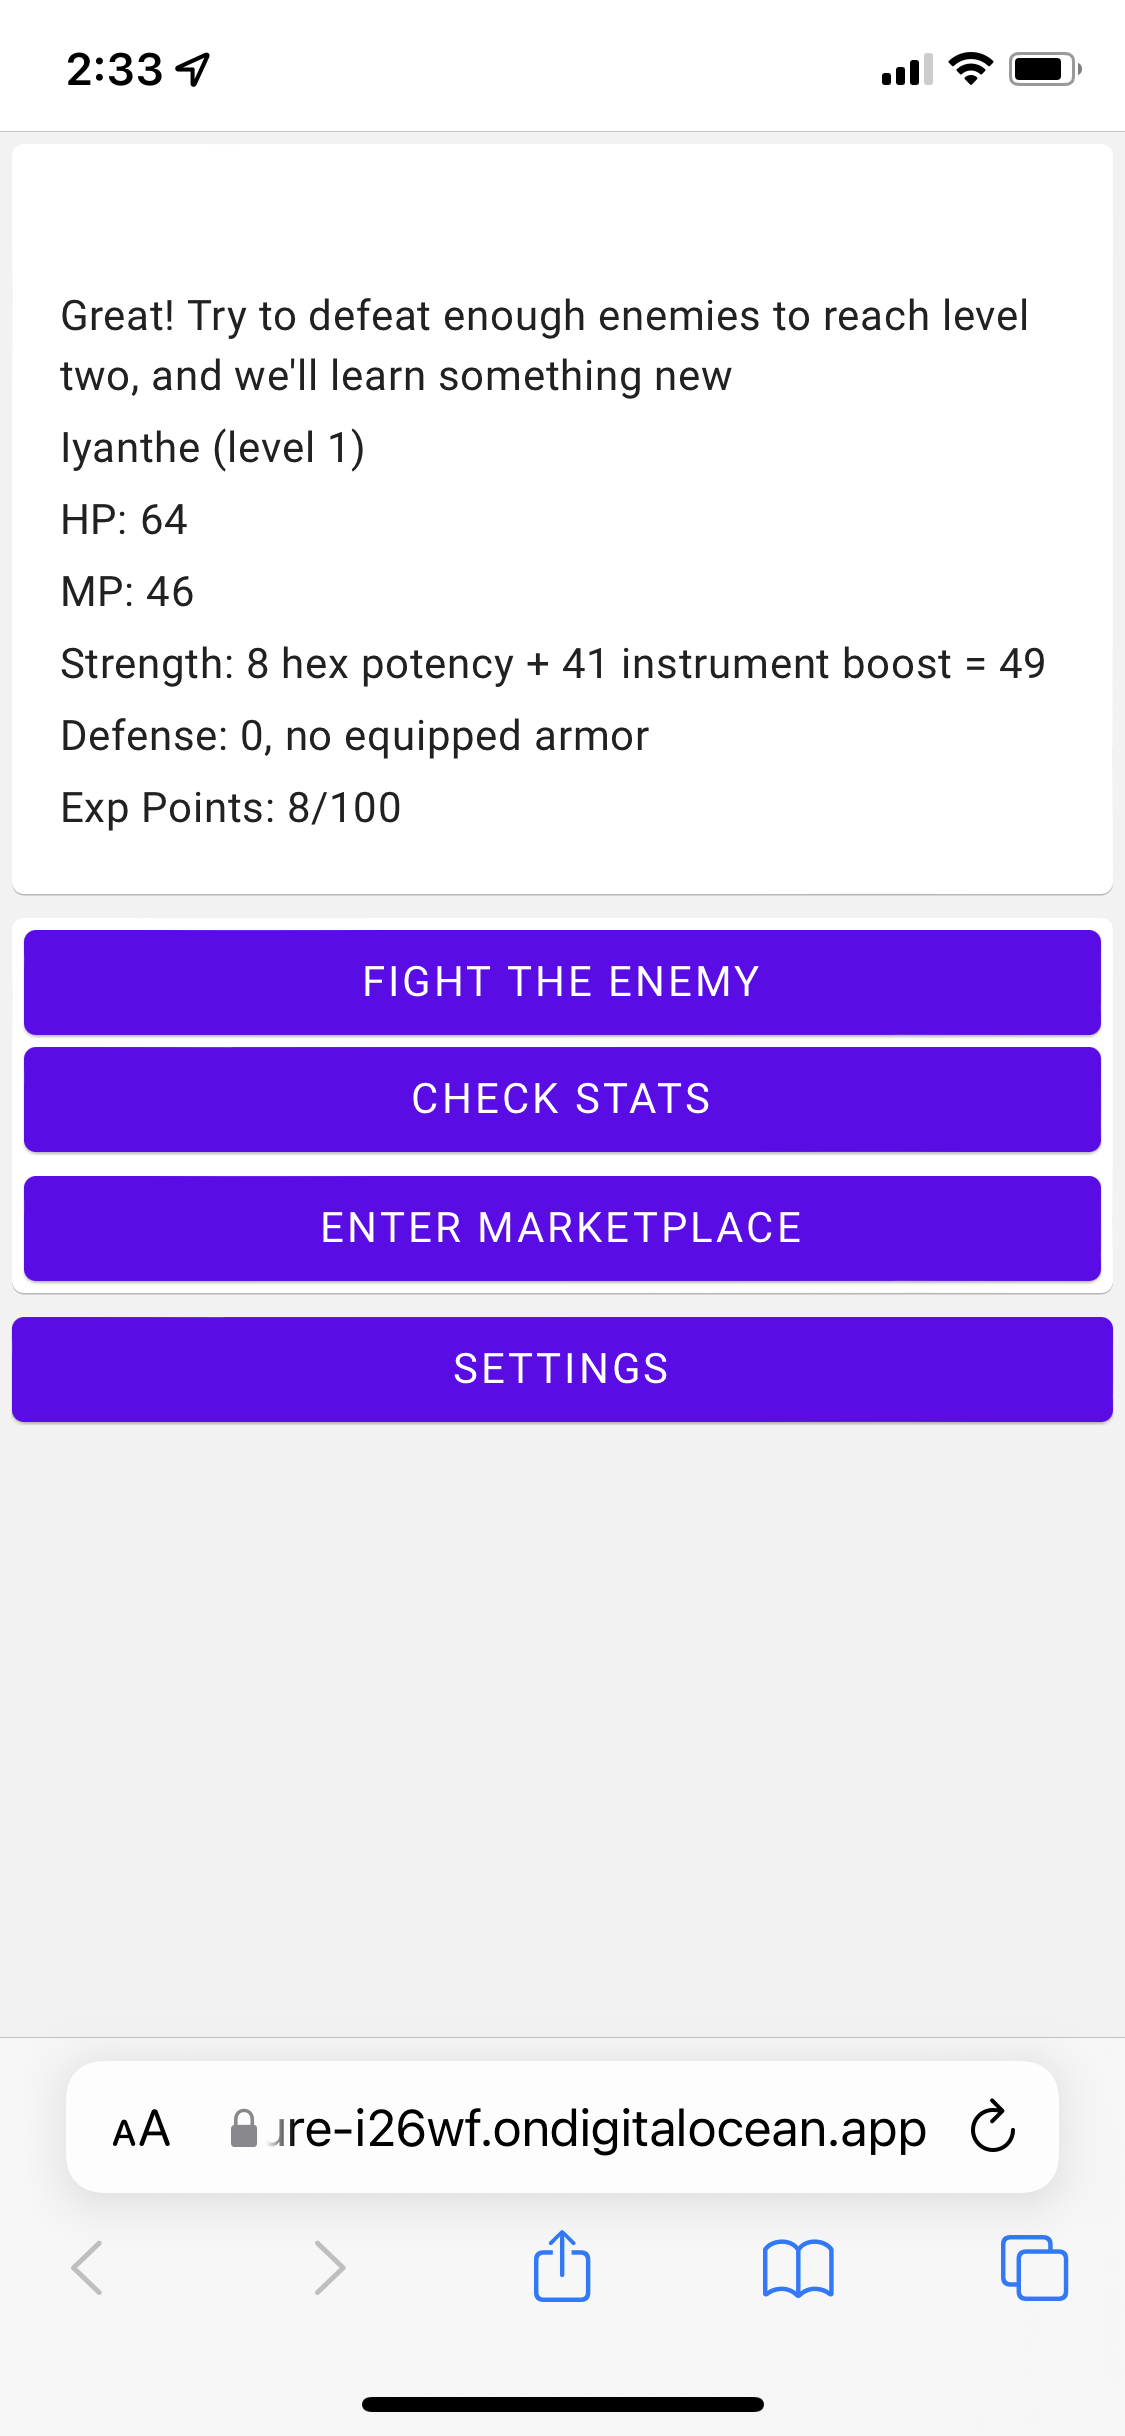 2:33
Great! Try to defeat enough enemies to reach level
two, and we'll learn something new
Iyanthe (level 1)
HP: 64
MP: 46
Strength: 8 hex potency + 41 instrument boost = 49
Defense: 0, no equipped armor
Exp Points: 8/100
FIGHT THE ENEMY
CHECK STATS
ENTER MARKETPLACE
SETTINGS
AA re-i26wf.ondigitalocean.app